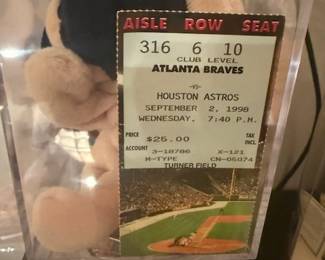 AISLE ROW SEAT
316 6 10
CLUB LEVEL
ATLANTA BRAVES
-VS-
HOUSTON ASTROS
SEPTEMBER 2, 1998
WEDNESDAY, 7:40 P.M.
PRICE $25.00 TAX INCL.
ACCOUNT 3-18786 X-121
M-TYPE CN-05074
TURNER FIELD